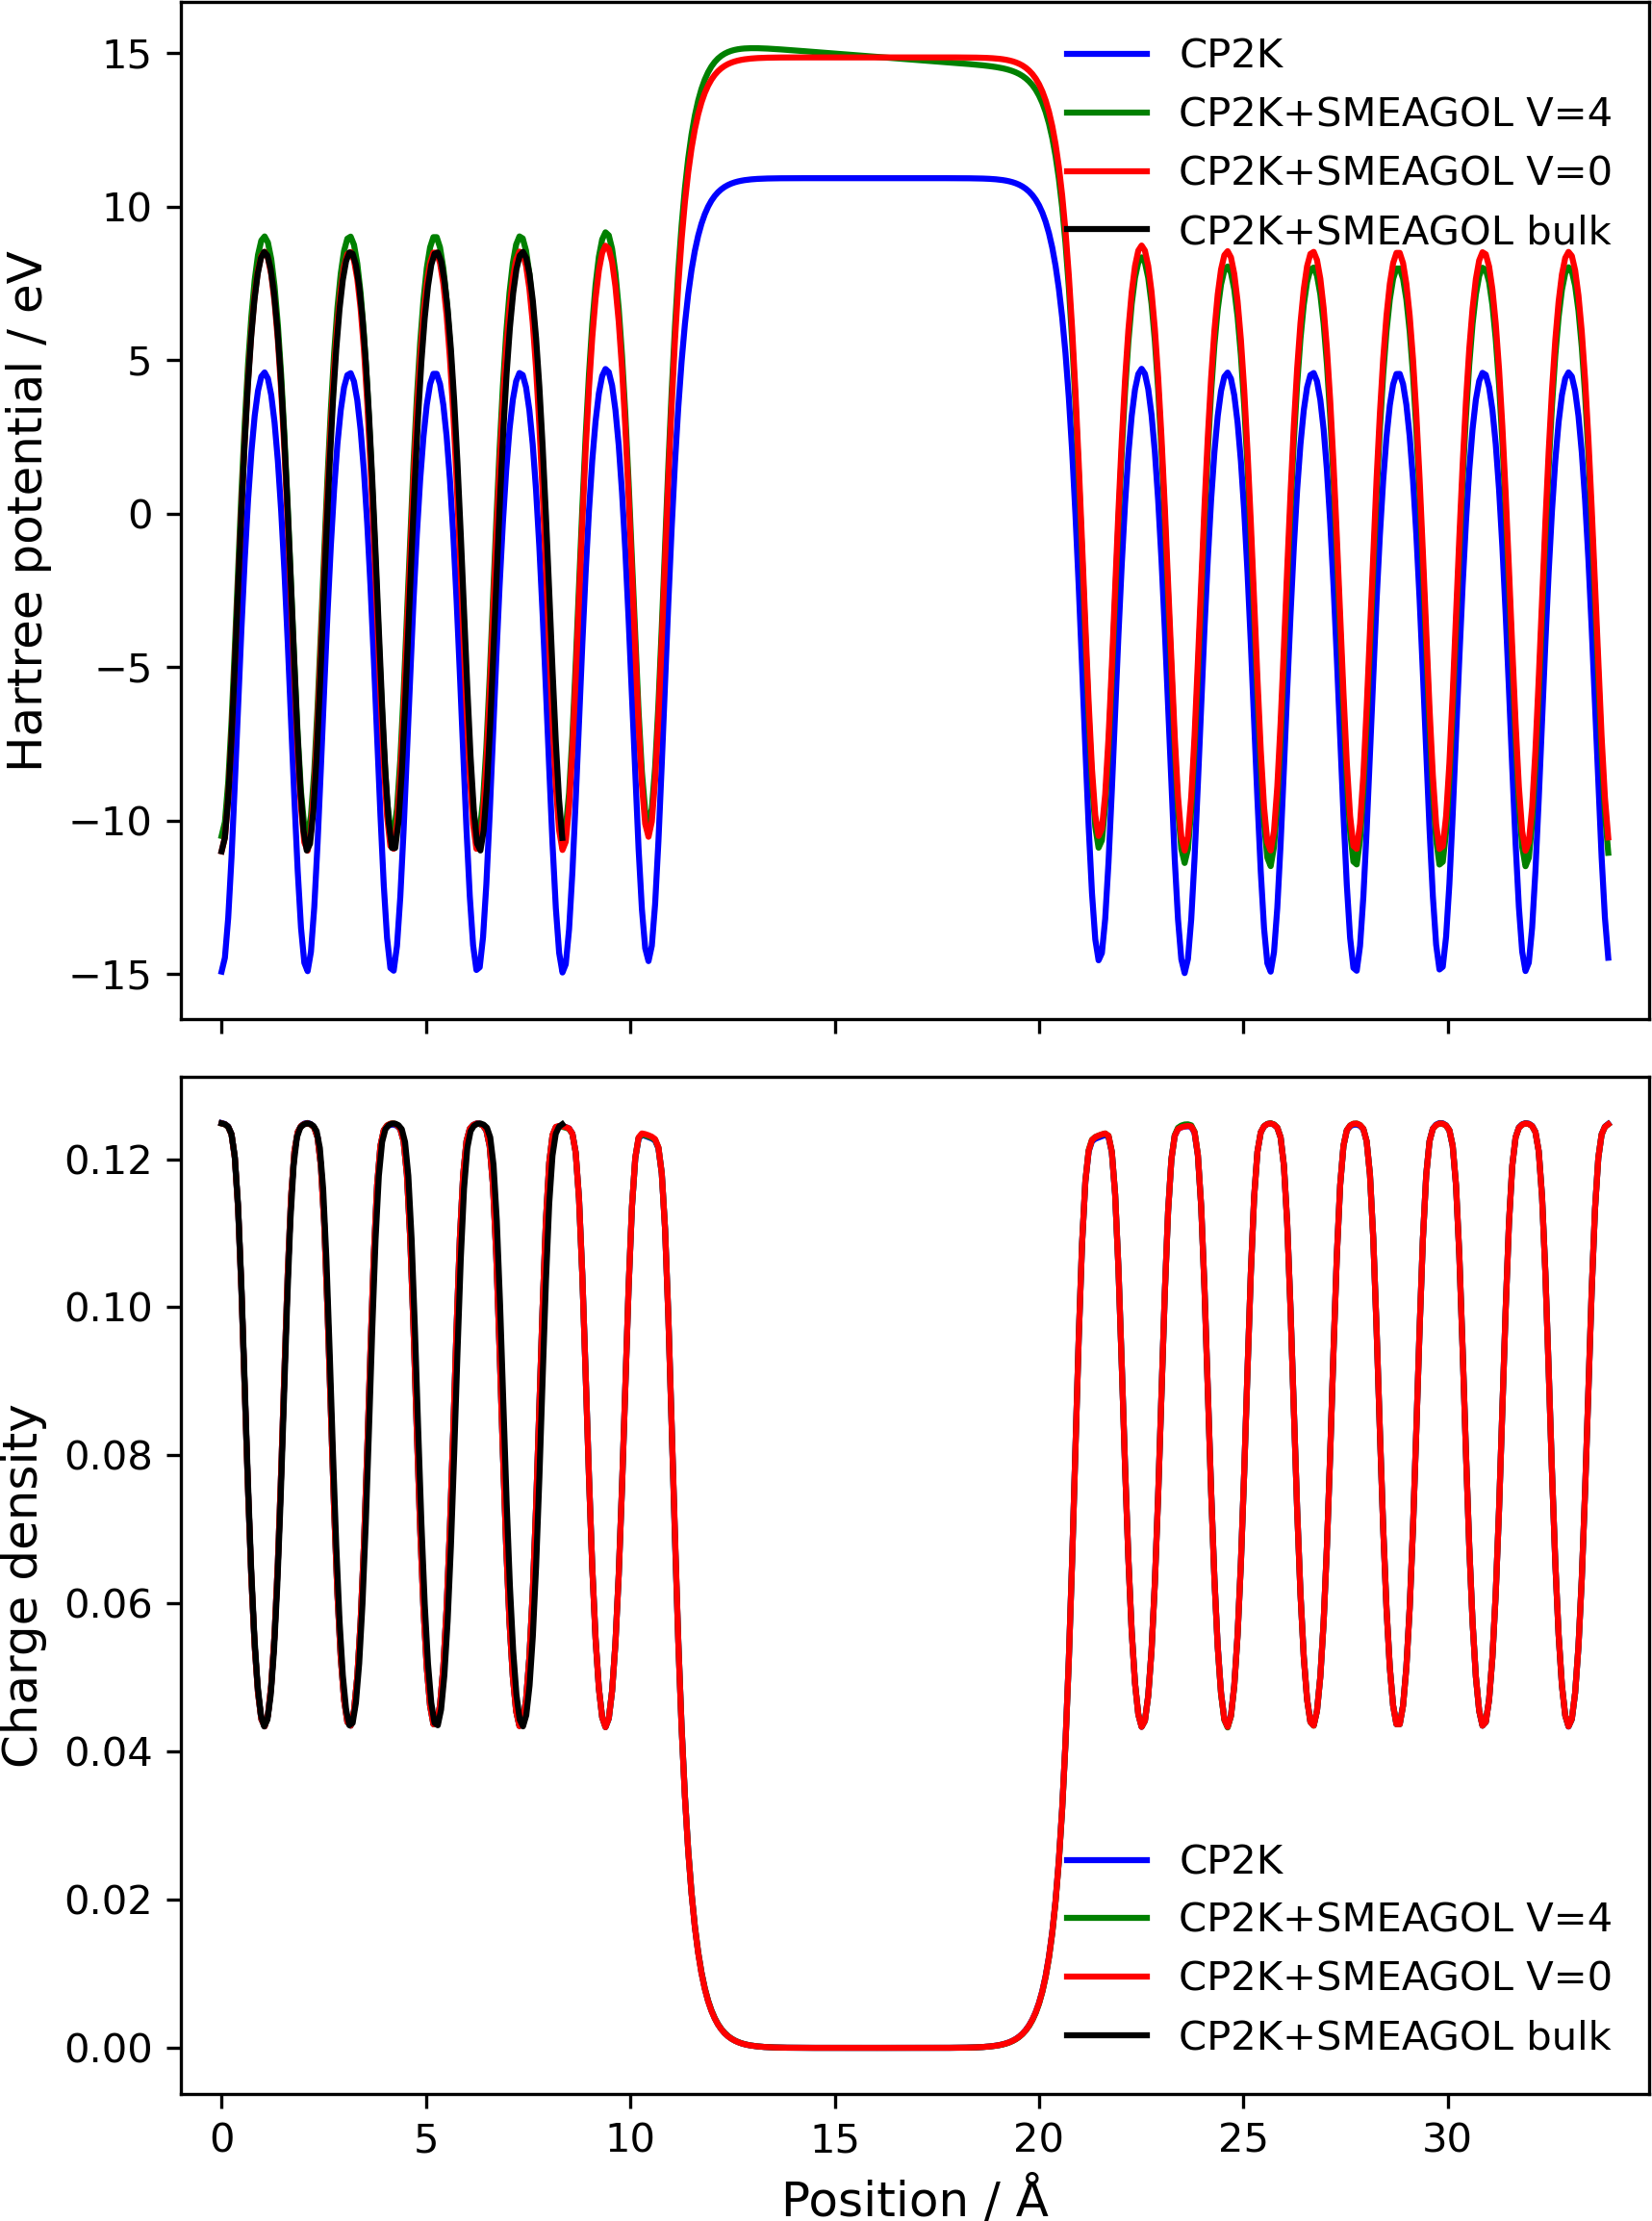 Hartree potential / eV
15
10
5
0
−5
−10
−15
CP2K
CP2K+SMEAGOL V=4
CP2K+SMEAGOL V=0
CP2K+SMEAGOL bulk
Charge density
0.12
0.10
0.08
0.06
0.04
0.02
0.00
CP2K
CP2K+SMEAGOL V=4
CP2K+SMEAGOL V=0
CP2K+SMEAGOL bulk
0 5 10 15 20 25 30
Position / Å